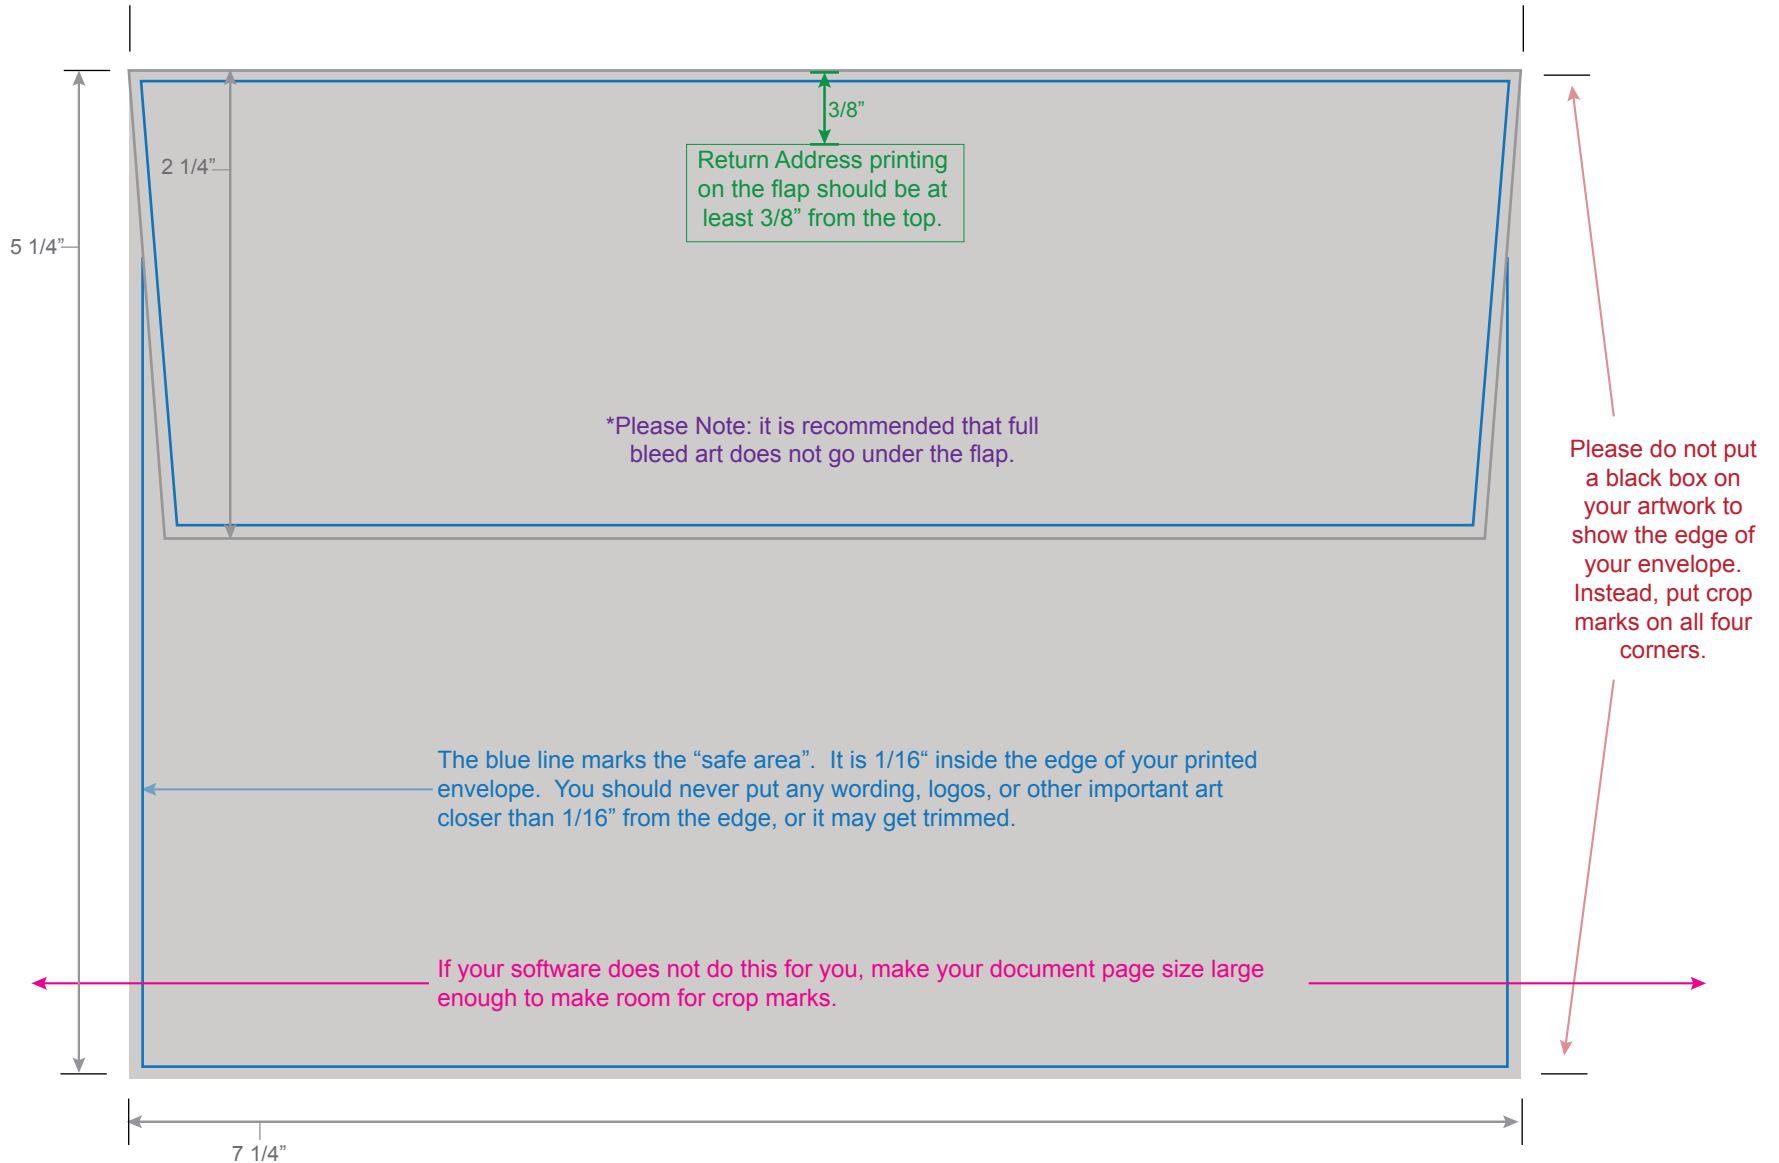 3/8”
2 1/4”
Return Address printing
on the flap should be at
least 3/8” from the top.
5 1/4”
*Please Note: it is recommended that full
bleed art does not go under the flap.
Please do not put
a black box on
your artwork to
show the edge of
your envelope.
Instead, put crop
marks on all four
corners.
The blue line marks the “safe area”.  It is 1/16“ inside the edge of your printed
envelope.  You should never put any wording, logos, or other important art
closer than 1/16” from the edge, or it may get trimmed.
If your software does not do this for you, make your document page size large
enough to make room for crop marks.
7 1/4”